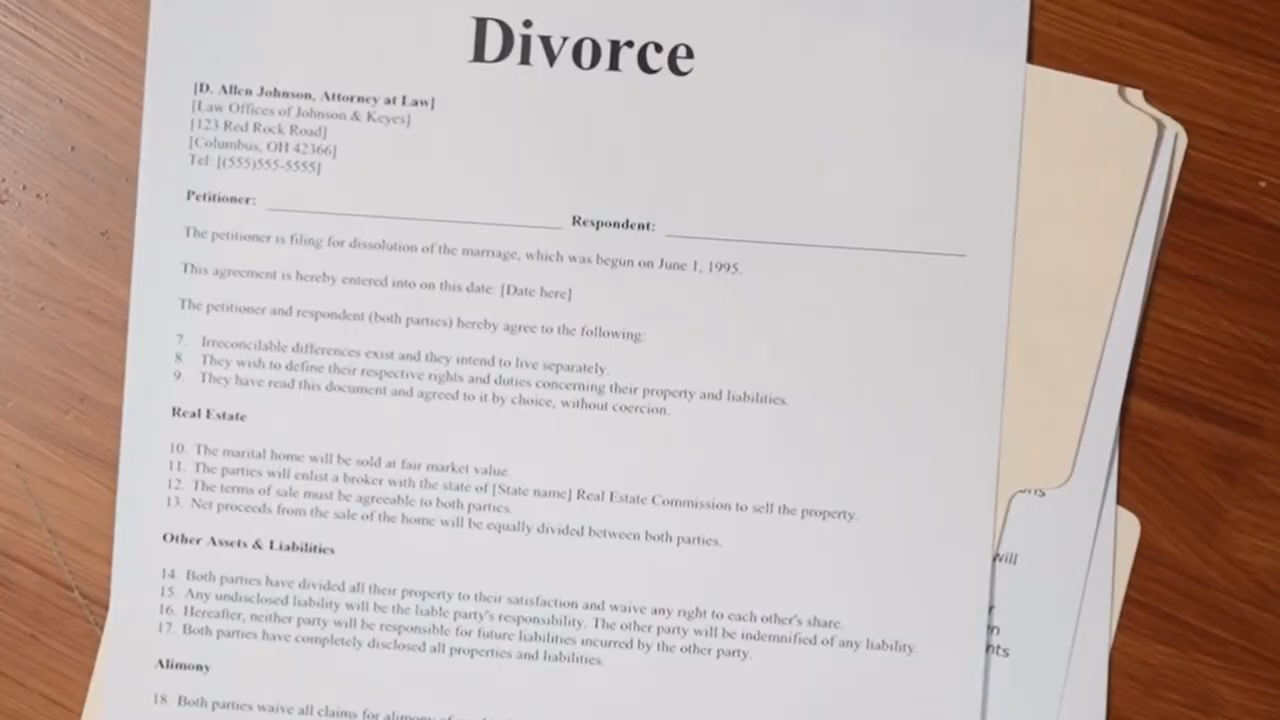 Divorce
[D. Allen Johnson, Attorney at Law]
[Law Offices of Johnson & Keyes]
[123 Red Rock Road]
[Columbus, OH 42366]
Tel: [(555)555-5555]
Petitioner: Respondent:
The petitioner is filing for dissolution of the marriage, which was begun on June 1, 1995.
This agreement is hereby entered into on this date: [Date here]
The petitioner and respondent (both parties) hereby agree to the following:
7. Irreconcilable differences exist and they intend to live separately.
8. They wish to define their respective rights and duties concerning their property and liabilities.
9. They have read this document and agreed to it by choice, without coercion.
Real Estate
10. The marital home will be sold at fair market value.
11. The parties will enlist a broker with the state of [State name] Real Estate Commission to sell the property.
12. The terms of sale must be agreeable to both parties.
13. Net proceeds from the sale of the home will be equally divided between both parties.
Other Assets & Liabilities
14. Both parties have divided all their property to their satisfaction and waive any right to each other's share.
15. Any undisclosed liability will be the liable party's responsibility. The other party will be indemnified of any liability.
16. Hereafter, neither party will be responsible for future liabilities incurred by the other party.
17. Both parties have completely disclosed all properties and liabilities.
Alimony
18. Both parties waive all claims for alimony
will